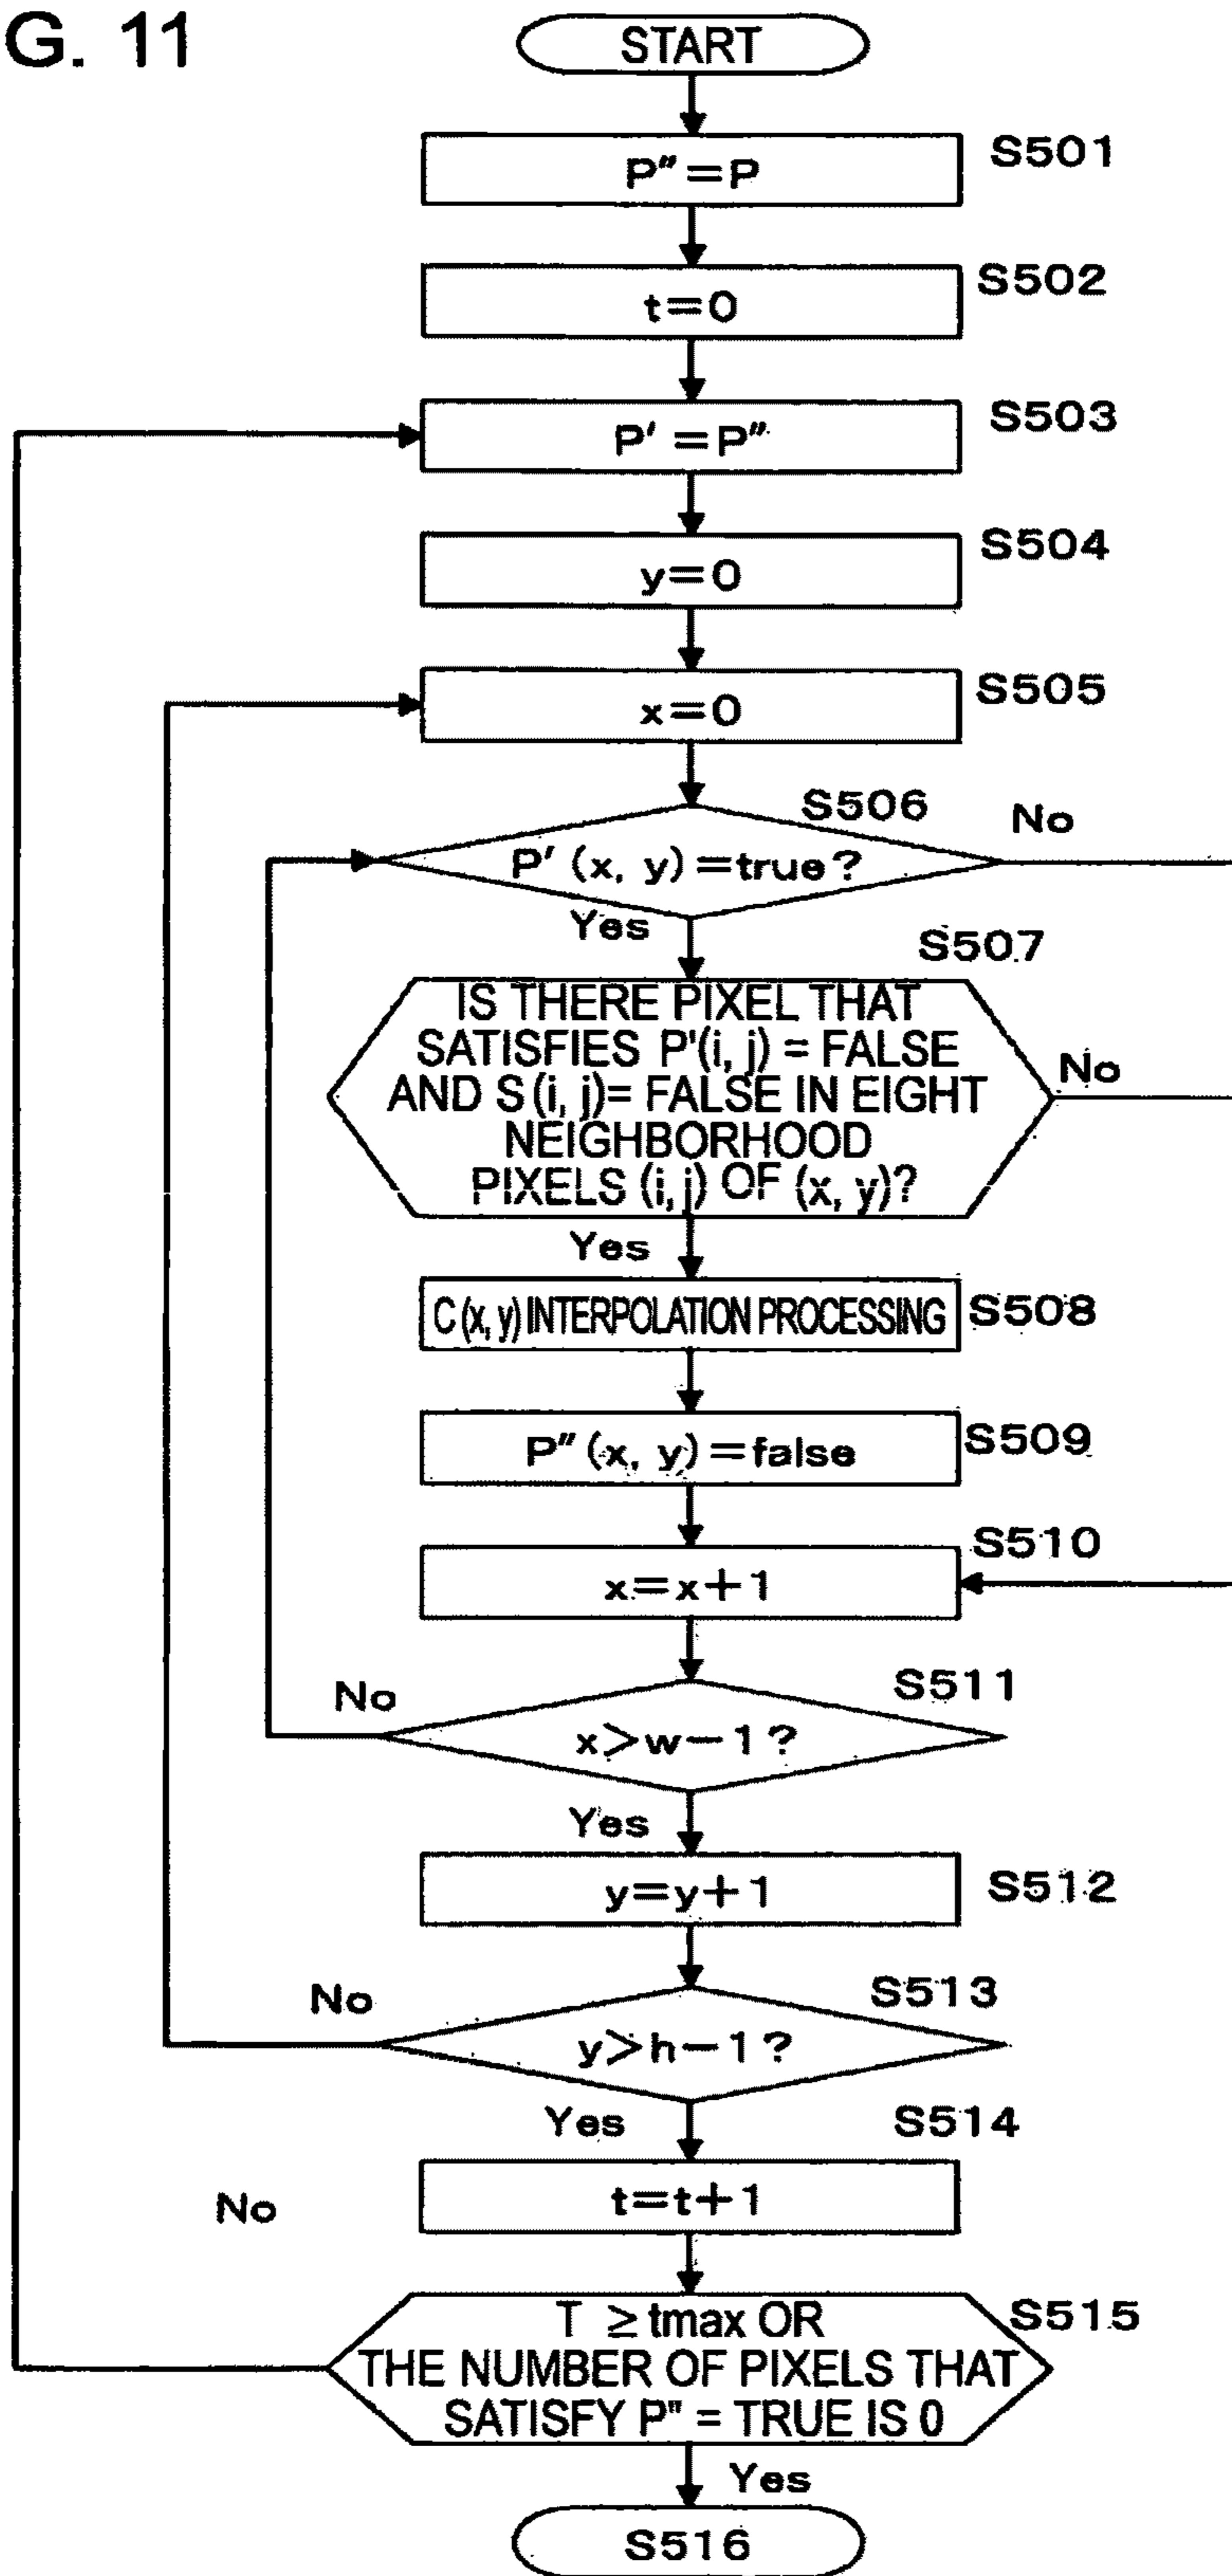 G. 11
START
P"=P
S501
t=0
S502
P'=P"
S503
y=0
S504
x=0
S505
S506
No
P'(x, y)=true?
Yes
S507
IS THERE PIXEL THAT
SATISFIES P'(i, j) = FALSE
AND S(i, j)= FALSE IN EIGHT
NEIGHBORHOOD
PIXELS (i, j) OF (x, y)?
No
Yes
C(x, y) INTERPOLATION PROCESSING
S508
P"(x, y)=false
S509
x=x+1
S510
S511
No
x>w-1?
Yes
y=y+1
S512
S513
No
y>h-1?
Yes
S514
t=t+1
No
T ≥tmax OR
THE NUMBER OF PIXELS THAT
SATISFY P" = TRUE IS 0
S515
Yes
S516